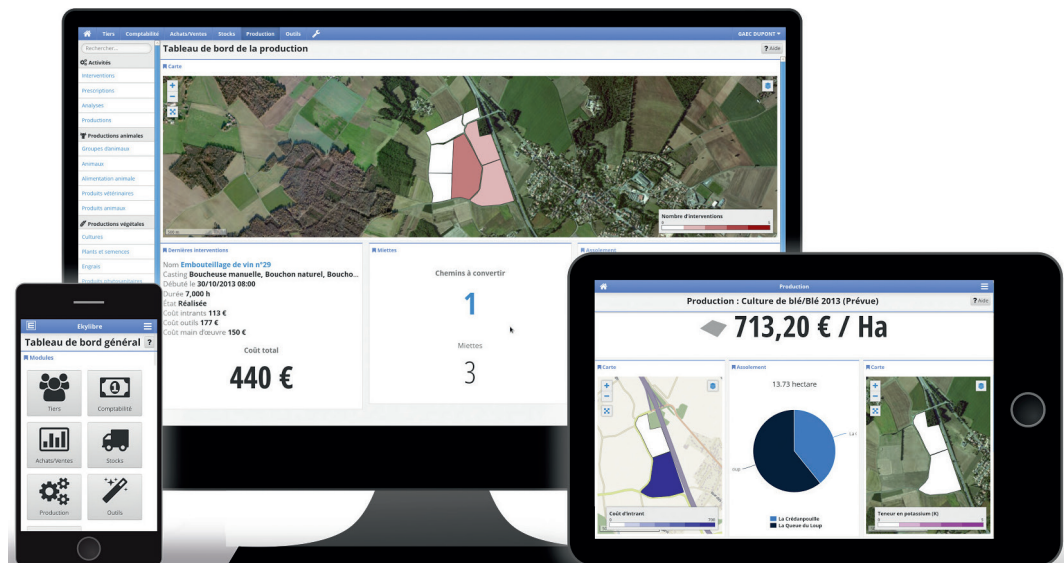 Tiers Comptabilité Achats/Ventes Stocks Production Outils
GAEC DUPONT
Rechercher...
Tableau de bord de la production
? Aide
Activités
Interventions
Prescriptions
Analyses
Productions
Productions animales
Groupes d'animaux
Animaux
Alimentation animale
Produits vétérinaires
Produits animaux
Productions végétales
Cultures
Plants et semences
Engrais
Carte
Nombre d'interventions
Dernières interventions
Nom Embouteillage de vin n°29
Casting Boucheuse manuelle, Bouchon naturel, Boucho...
Débuté le 30/10/2013 08:00
Durée 7,000 h
État Réalisée
Coût intrants 113 €
Coût outils 177 €
Coût main d'œuvre 150 €
Coût total
440 €
Miettes
Chemins à convertir
1
Miettes
3
Assolement
Ekylibre
Tableau de bord général ?
Modules
Tiers
Comptabilité
Achats/Ventes
Stocks
Production
Outils
Production
Production : Culture de blé/Blé 2013 (Prévue)
? Aide
713,20 € / Ha
Carte
Coût d'intrant
Assolement
13.73 hectare
La Crédanpouille
La Queue du Loup
Carte
Teneur en potassium (K)